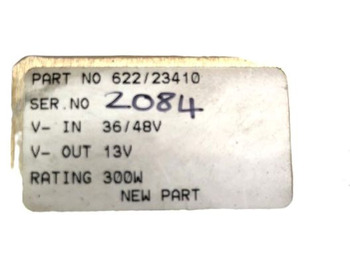 PART NO 622/23410
SER.NO 2084
V- IN 36/48V
V- OUT 13V
RATING 300W
NEW PART